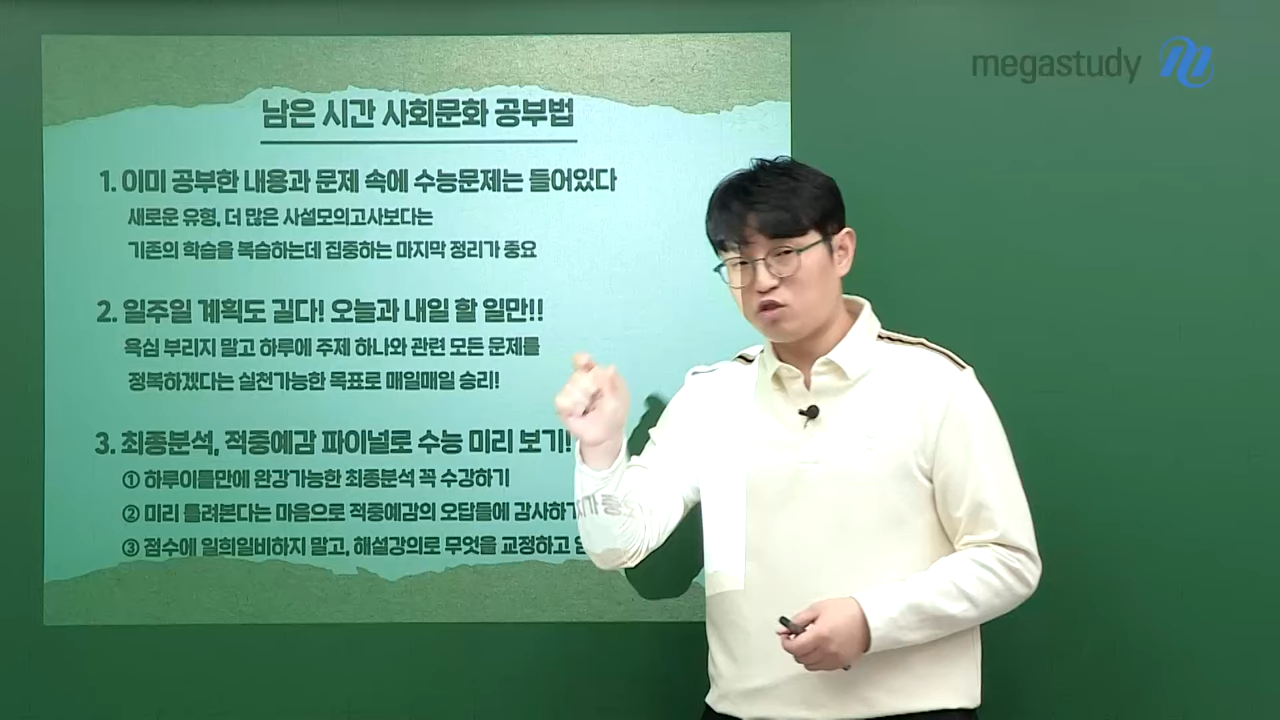 megastudy
남은 시간 사회문화 공부법
1. 이미 공부한 내용과 문제 속에 수능문제는 들어있다
새로운 유형, 더 많은 사설모의고사보다는
기존의 학습을 복습하는데 집중하는 마지막 정리가 중요
2. 일주일 계획도 길다! 오늘과 내일 할 일만!!
욕심 부리지 말고 하루에 주제 하나와 관련 모든 문제를
정복하겠다는 실천가능한 목표로 매일매일 승리!
3. 최종분석, 적중예감 파이널로 수능 미리 보기!
① 하루이틀만에 완강가능한 최종분석 꼭 수강하기
② 미리 틀려본다는 마음으로 적중예감의 오답들에 감사하기
③ 점수에 일희일비하지 말고, 해설강의로 무엇을 교정하고